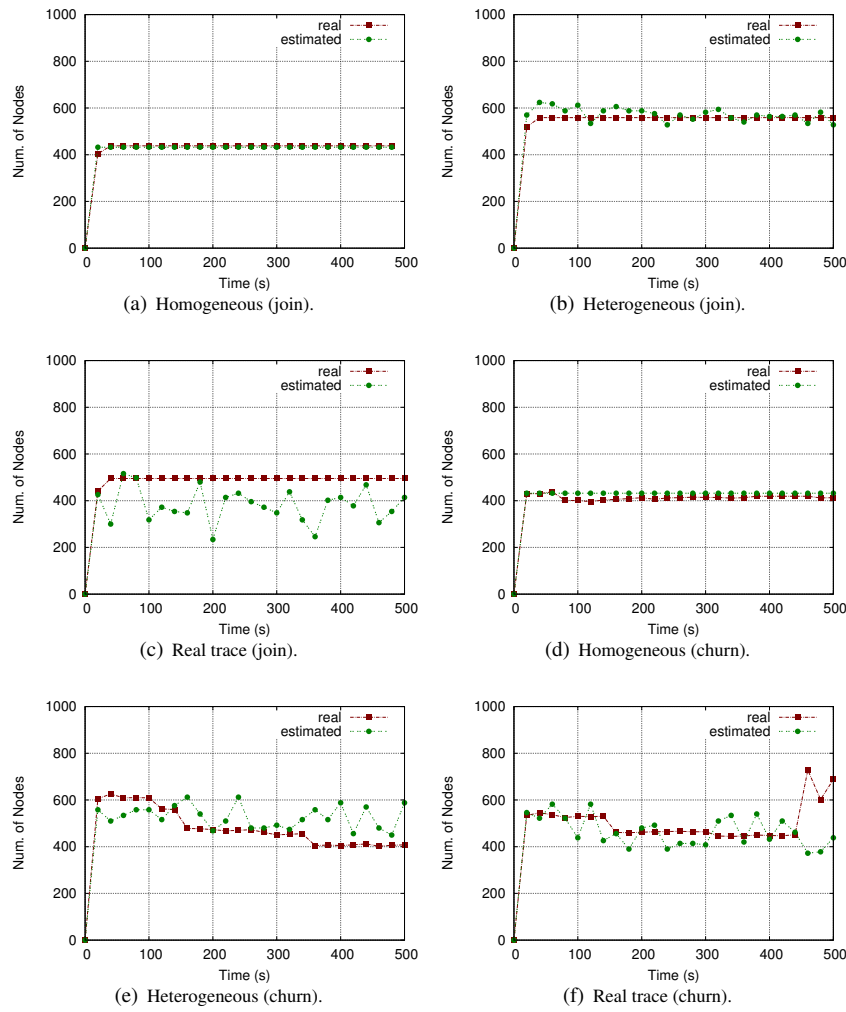 1000
800
600
400
200
0
Num. of Nodes
real
estimated
0 100 200 300 400 500
Time (s)
(a) Homogeneous (join).
1000
800
600
400
200
0
Num. of Nodes
real
estimated
0 100 200 300 400 500
Time (s)
(b) Heterogeneous (join).
1000
800
600
400
200
0
Num. of Nodes
real
estimated
0 100 200 300 400 500
Time (s)
(c) Real trace (join).
1000
800
600
400
200
0
Num. of Nodes
real
estimated
0 100 200 300 400 500
Time (s)
(d) Homogeneous (churn).
1000
800
600
400
200
0
Num. of Nodes
real
estimated
0 100 200 300 400 500
Time (s)
(e) Heterogeneous (churn).
1000
800
600
400
200
0
Num. of Nodes
real
estimated
0 100 200 300 400 500
Time (s)
(f) Real trace (churn).